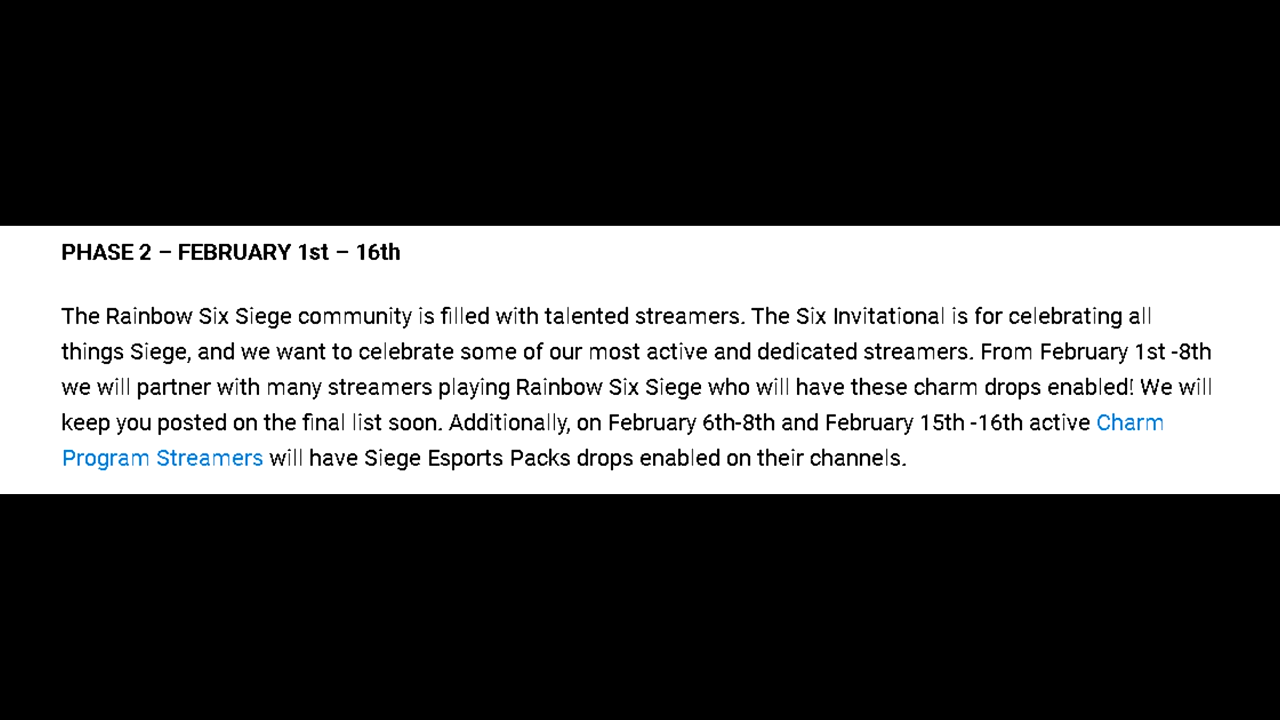 PHASE 2 – FEBRUARY 1st – 16th
The Rainbow Six Siege community is filled with talented streamers. The Six Invitational is for celebrating all
things Siege, and we want to celebrate some of our most active and dedicated streamers. From February 1st -8th
we will partner with many streamers playing Rainbow Six Siege who will have these charm drops enabled! We will
keep you posted on the final list soon. Additionally, on February 6th-8th and February 15th -16th active Charm
Program Streamers will have Siege Esports Packs drops enabled on their channels.